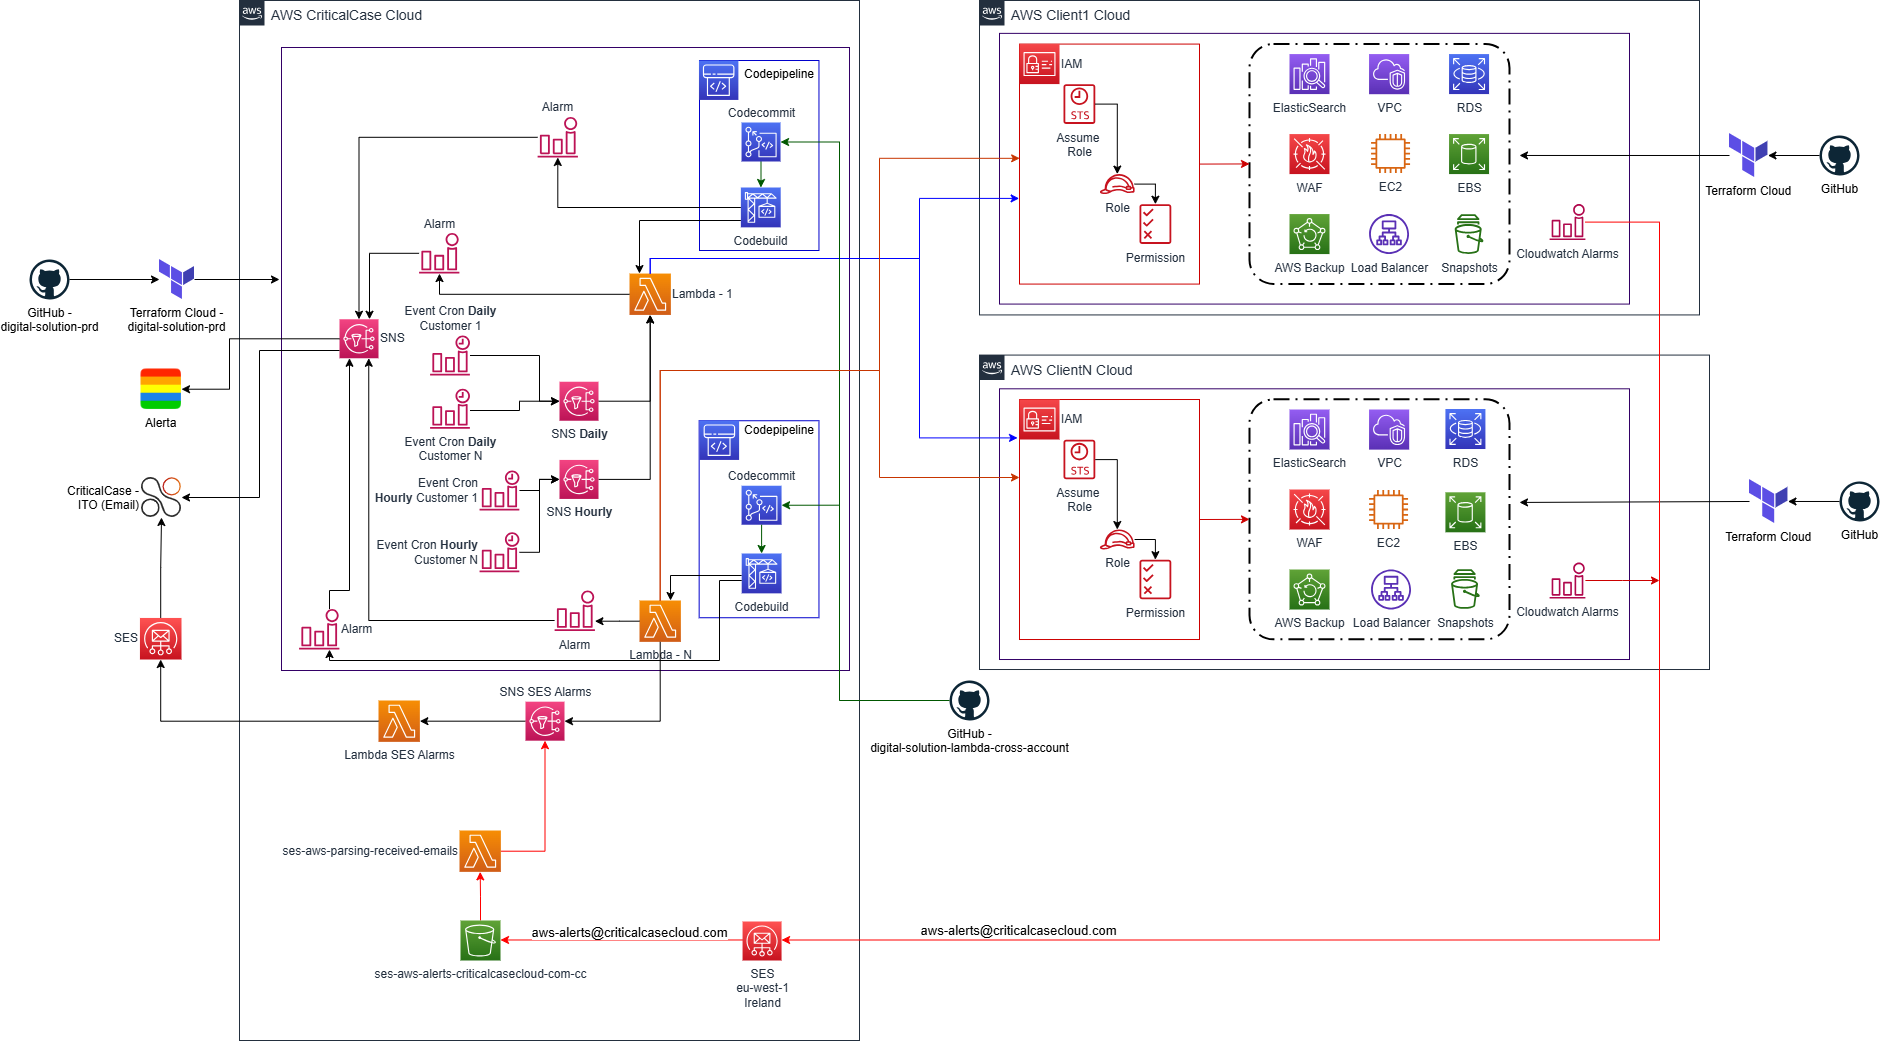 aws
AWS CriticalCase Cloud
Codepipeline
Codecommit
Codebuild
Alarm
Alarm
Lambda - 1
GitHub -
digital-solution-prd
Terraform Cloud -
digital-solution-prd
SNS
Event Cron Daily
Customer 1
Event Cron Daily
Customer N
SNS Daily
Event Cron
Hourly Customer 1
SNS Hourly
Event Cron Hourly
Customer N
Alerta
CriticalCase -
ITO (Email)
Codepipeline
Codecommit
Codebuild
Alarm
Alarm
Lambda - N
SES
SNS SES Alarms
Lambda SES Alarms
ses-aws-parsing-received-emails
ses-aws-alerts-criticalcasecloud-com-cc
aws-alerts@criticalcasecloud.com
SES
eu-west-1
Ireland
aws-alerts@criticalcasecloud.com
GitHub -
digital-solution-lambda-cross-account
aws
AWS Client1 Cloud
IAM
STS
Assume
Role
Role
Permission
ElasticSearch
VPC
RDS
WAF
EC2
EBS
AWS Backup
Load Balancer
Snapshots
Cloudwatch Alarms
Terraform Cloud
GitHub
aws
AWS ClientN Cloud
IAM
STS
Assume
Role
Role
Permission
ElasticSearch
VPC
RDS
WAF
EC2
EBS
AWS Backup
Load Balancer
Snapshots
Cloudwatch Alarms
Terraform Cloud
GitHub